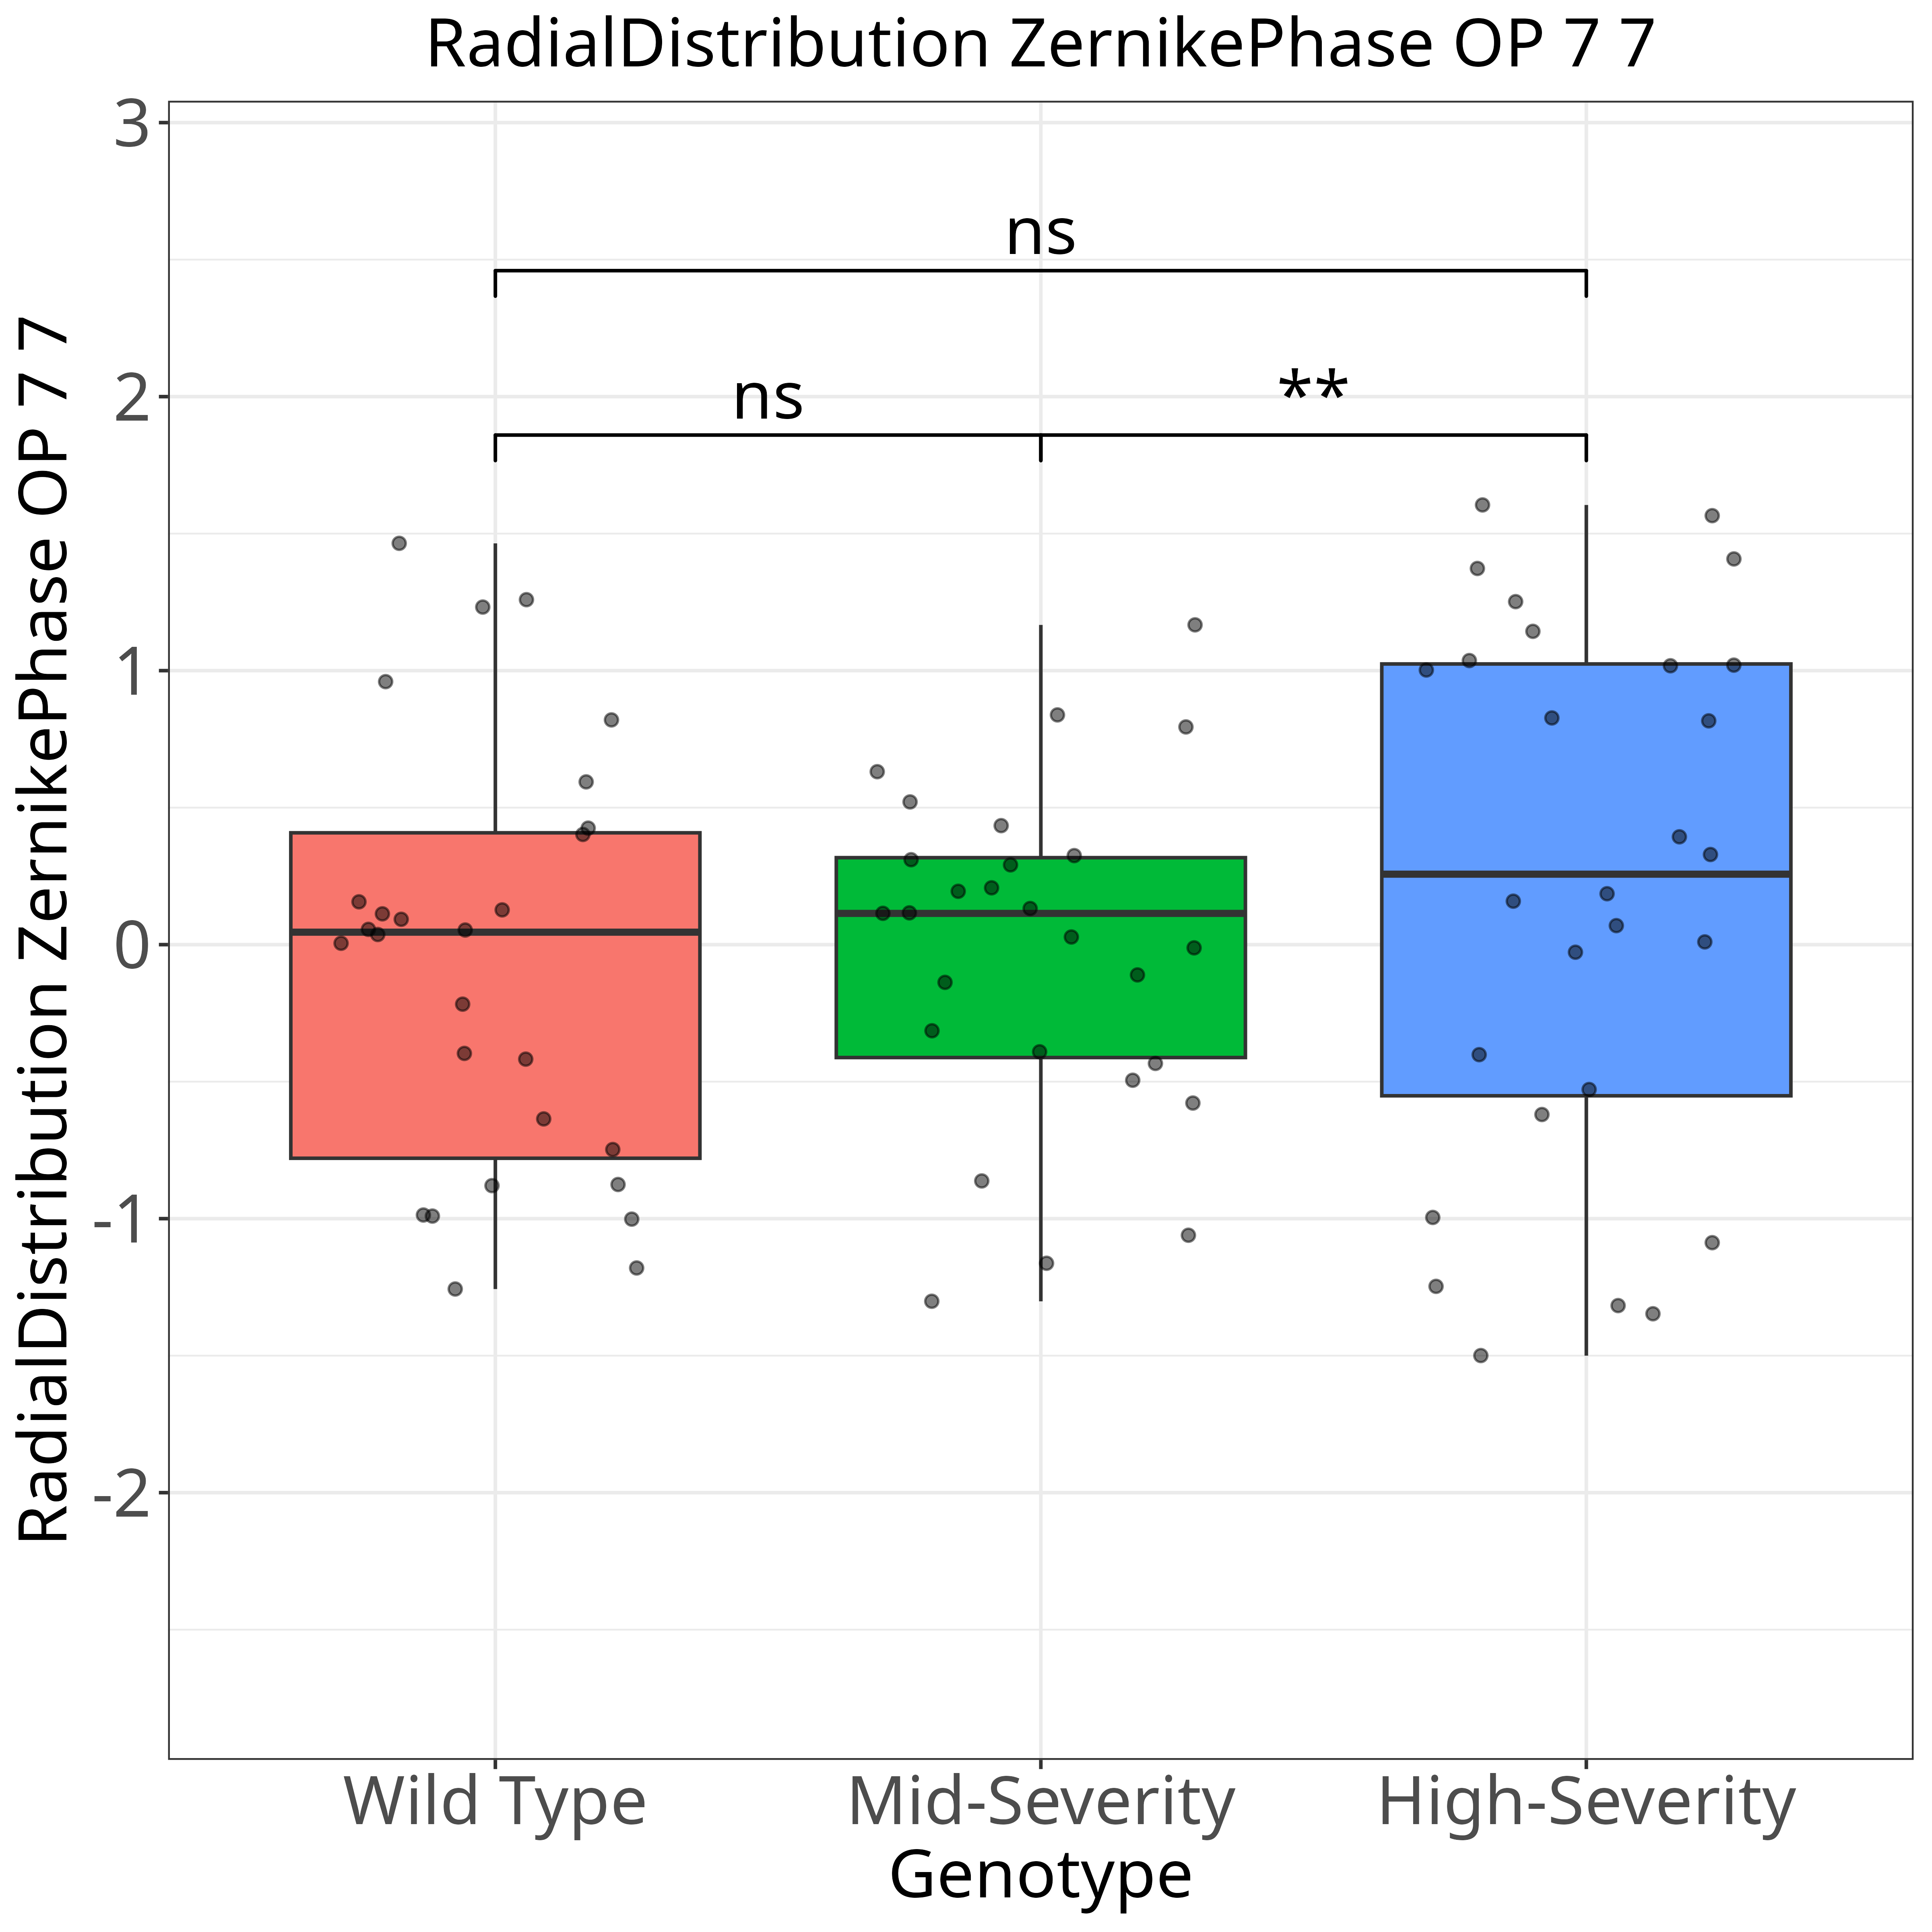 RadialDistribution ZernikePhase OP 7 7
RadialDistribution ZernikePhase OP 7 7
3
2
1
0
-1
-2
ns
ns
**
Wild Type
Mid-Severity
High-Severity
Genotype